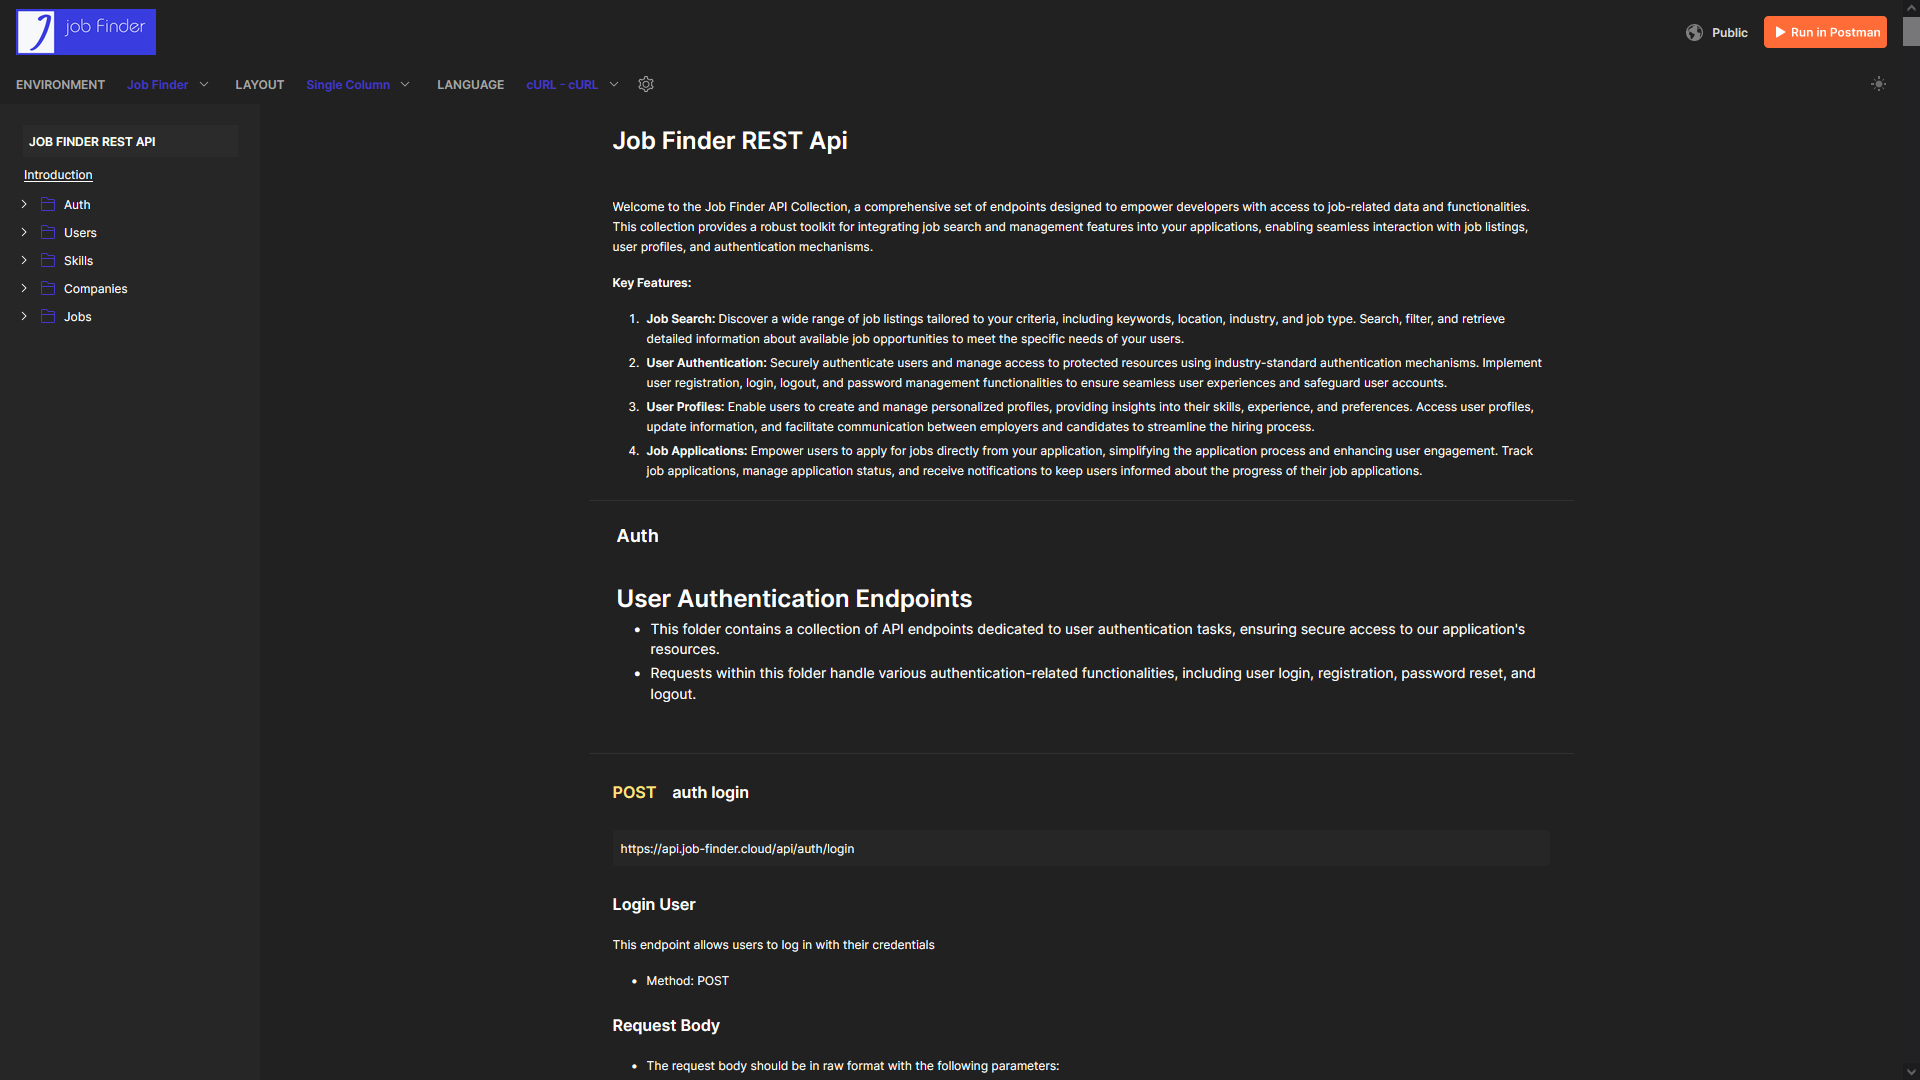 J job Finder
Public
Run in Postman
ENVIRONMENT Job Finder LAYOUT Single Column LANGUAGE cURL - cURL
JOB FINDER REST API
Introduction
Auth
Users
Skills
Companies
Jobs
Job Finder REST Api
Welcome to the Job Finder API Collection, a comprehensive set of endpoints designed to empower developers with access to job-related data and functionalities.
This collection provides a robust toolkit for integrating job search and management features into your applications, enabling seamless interaction with job listings,
user profiles, and authentication mechanisms.
Key Features:
1. Job Search: Discover a wide range of job listings tailored to your criteria, including keywords, location, industry, and job type. Search, filter, and retrieve
detailed information about available job opportunities to meet the specific needs of your users.
2. User Authentication: Securely authenticate users and manage access to protected resources using industry-standard authentication mechanisms. Implement
user registration, login, logout, and password management functionalities to ensure seamless user experiences and safeguard user accounts.
3. User Profiles: Enable users to create and manage personalized profiles, providing insights into their skills, experience, and preferences. Access user profiles,
update information, and facilitate communication between employers and candidates to streamline the hiring process.
4. Job Applications: Empower users to apply for jobs directly from your application, simplifying the application process and enhancing user engagement. Track
job applications, manage application status, and receive notifications to keep users informed about the progress of their job applications.
Auth
User Authentication Endpoints
• This folder contains a collection of API endpoints dedicated to user authentication tasks, ensuring secure access to our application's
resources.
• Requests within this folder handle various authentication-related functionalities, including user login, registration, password reset, and
logout.
POST auth login
https://api.job-finder.cloud/api/auth/login
Login User
This endpoint allows users to log in with their credentials
• Method: POST
Request Body
• The request body should be in raw format with the following parameters: